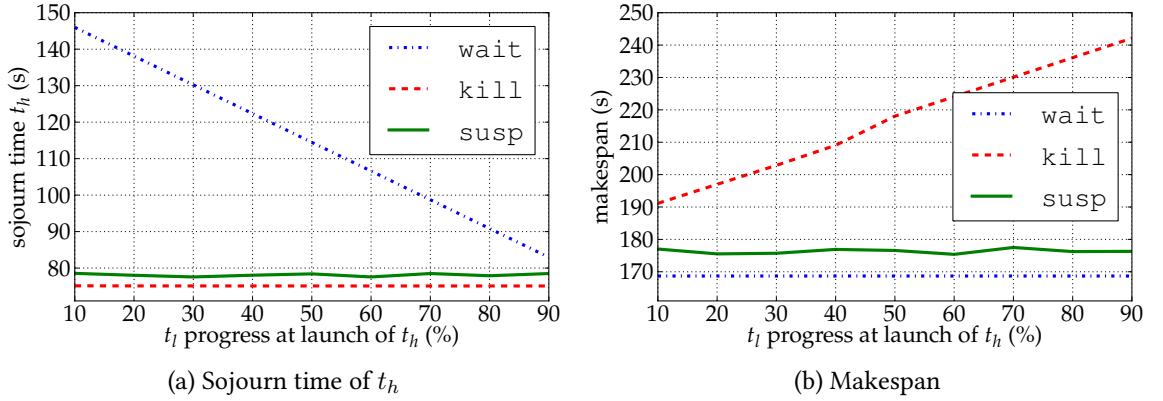 150
140
130
120
110
100
90
80
sojourn time t_h (s)
wait
kill
susp
10 20 30 40 50 60 70 80 90
t_l progress at launch of t_h (%)
(a) Sojourn time of t_h
250
240
230
220
210
200
190
180
170
makespan (s)
wait
kill
susp
10 20 30 40 50 60 70 80 90
t_l progress at launch of t_h (%)
(b) Makespan